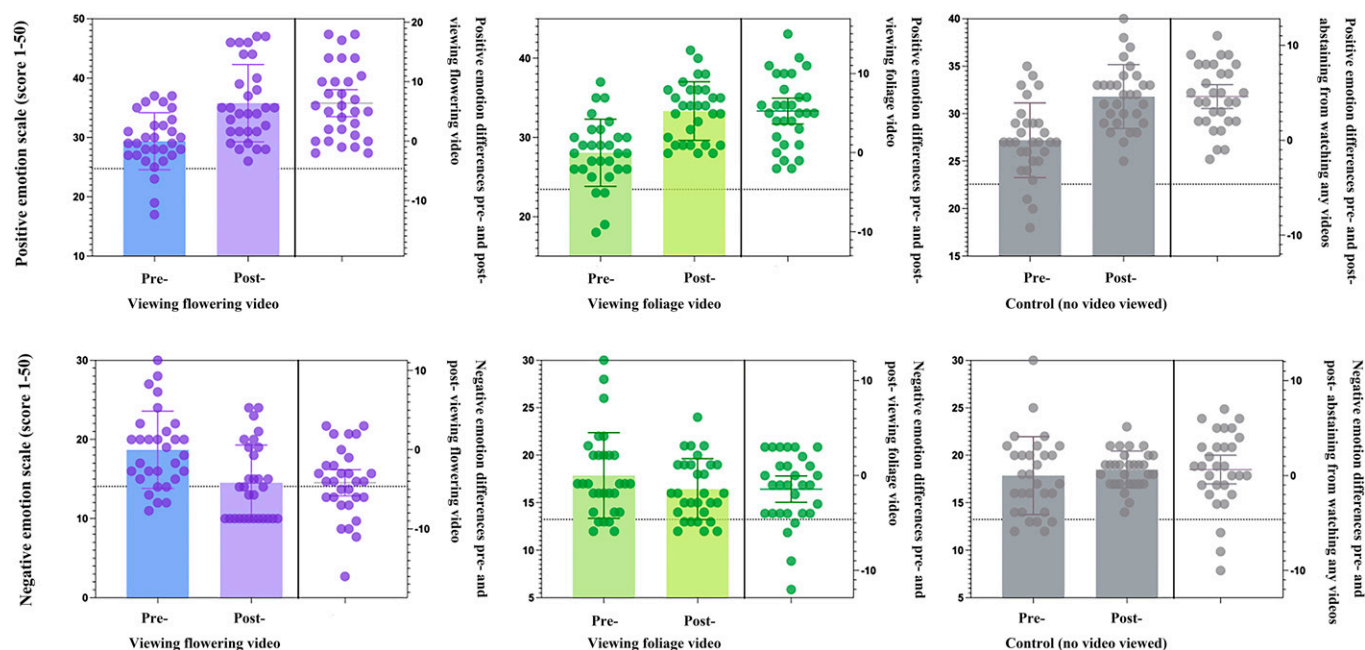 Positive emotion scale (score 1-50)
50
40
30
20
10
20
10
0
-10
Positive emotion differences pre- and post-
viewing flowering video
Pre-
Post-
Viewing flowering video
40
30
20
10
0
-10
Positive emotion differences pre- and post-
viewing foliage video
Pre-
Post-
Viewing foliage video
40
35
30
25
20
15
10
0
-10
Positive emotion differences pre- and post-
abstaining from watching any videos
Pre-
Post-
Control (no video viewed)
Negative emotion scale (score 1-50)
30
20
10
0
10
0
-10
Negative emotion differences pre- and
post- viewing flowering video
Pre-
Post-
Viewing flowering video
30
25
20
15
10
5
10
0
-10
Negative emotion differences pre- and
post- viewing foliage video
Pre-
Post-
Viewing foliage video
30
25
20
15
10
5
10
0
-10
Negative emotion differences pre- and
post- abstaining from watching any videos
Pre-
Post-
Control (no video viewed)